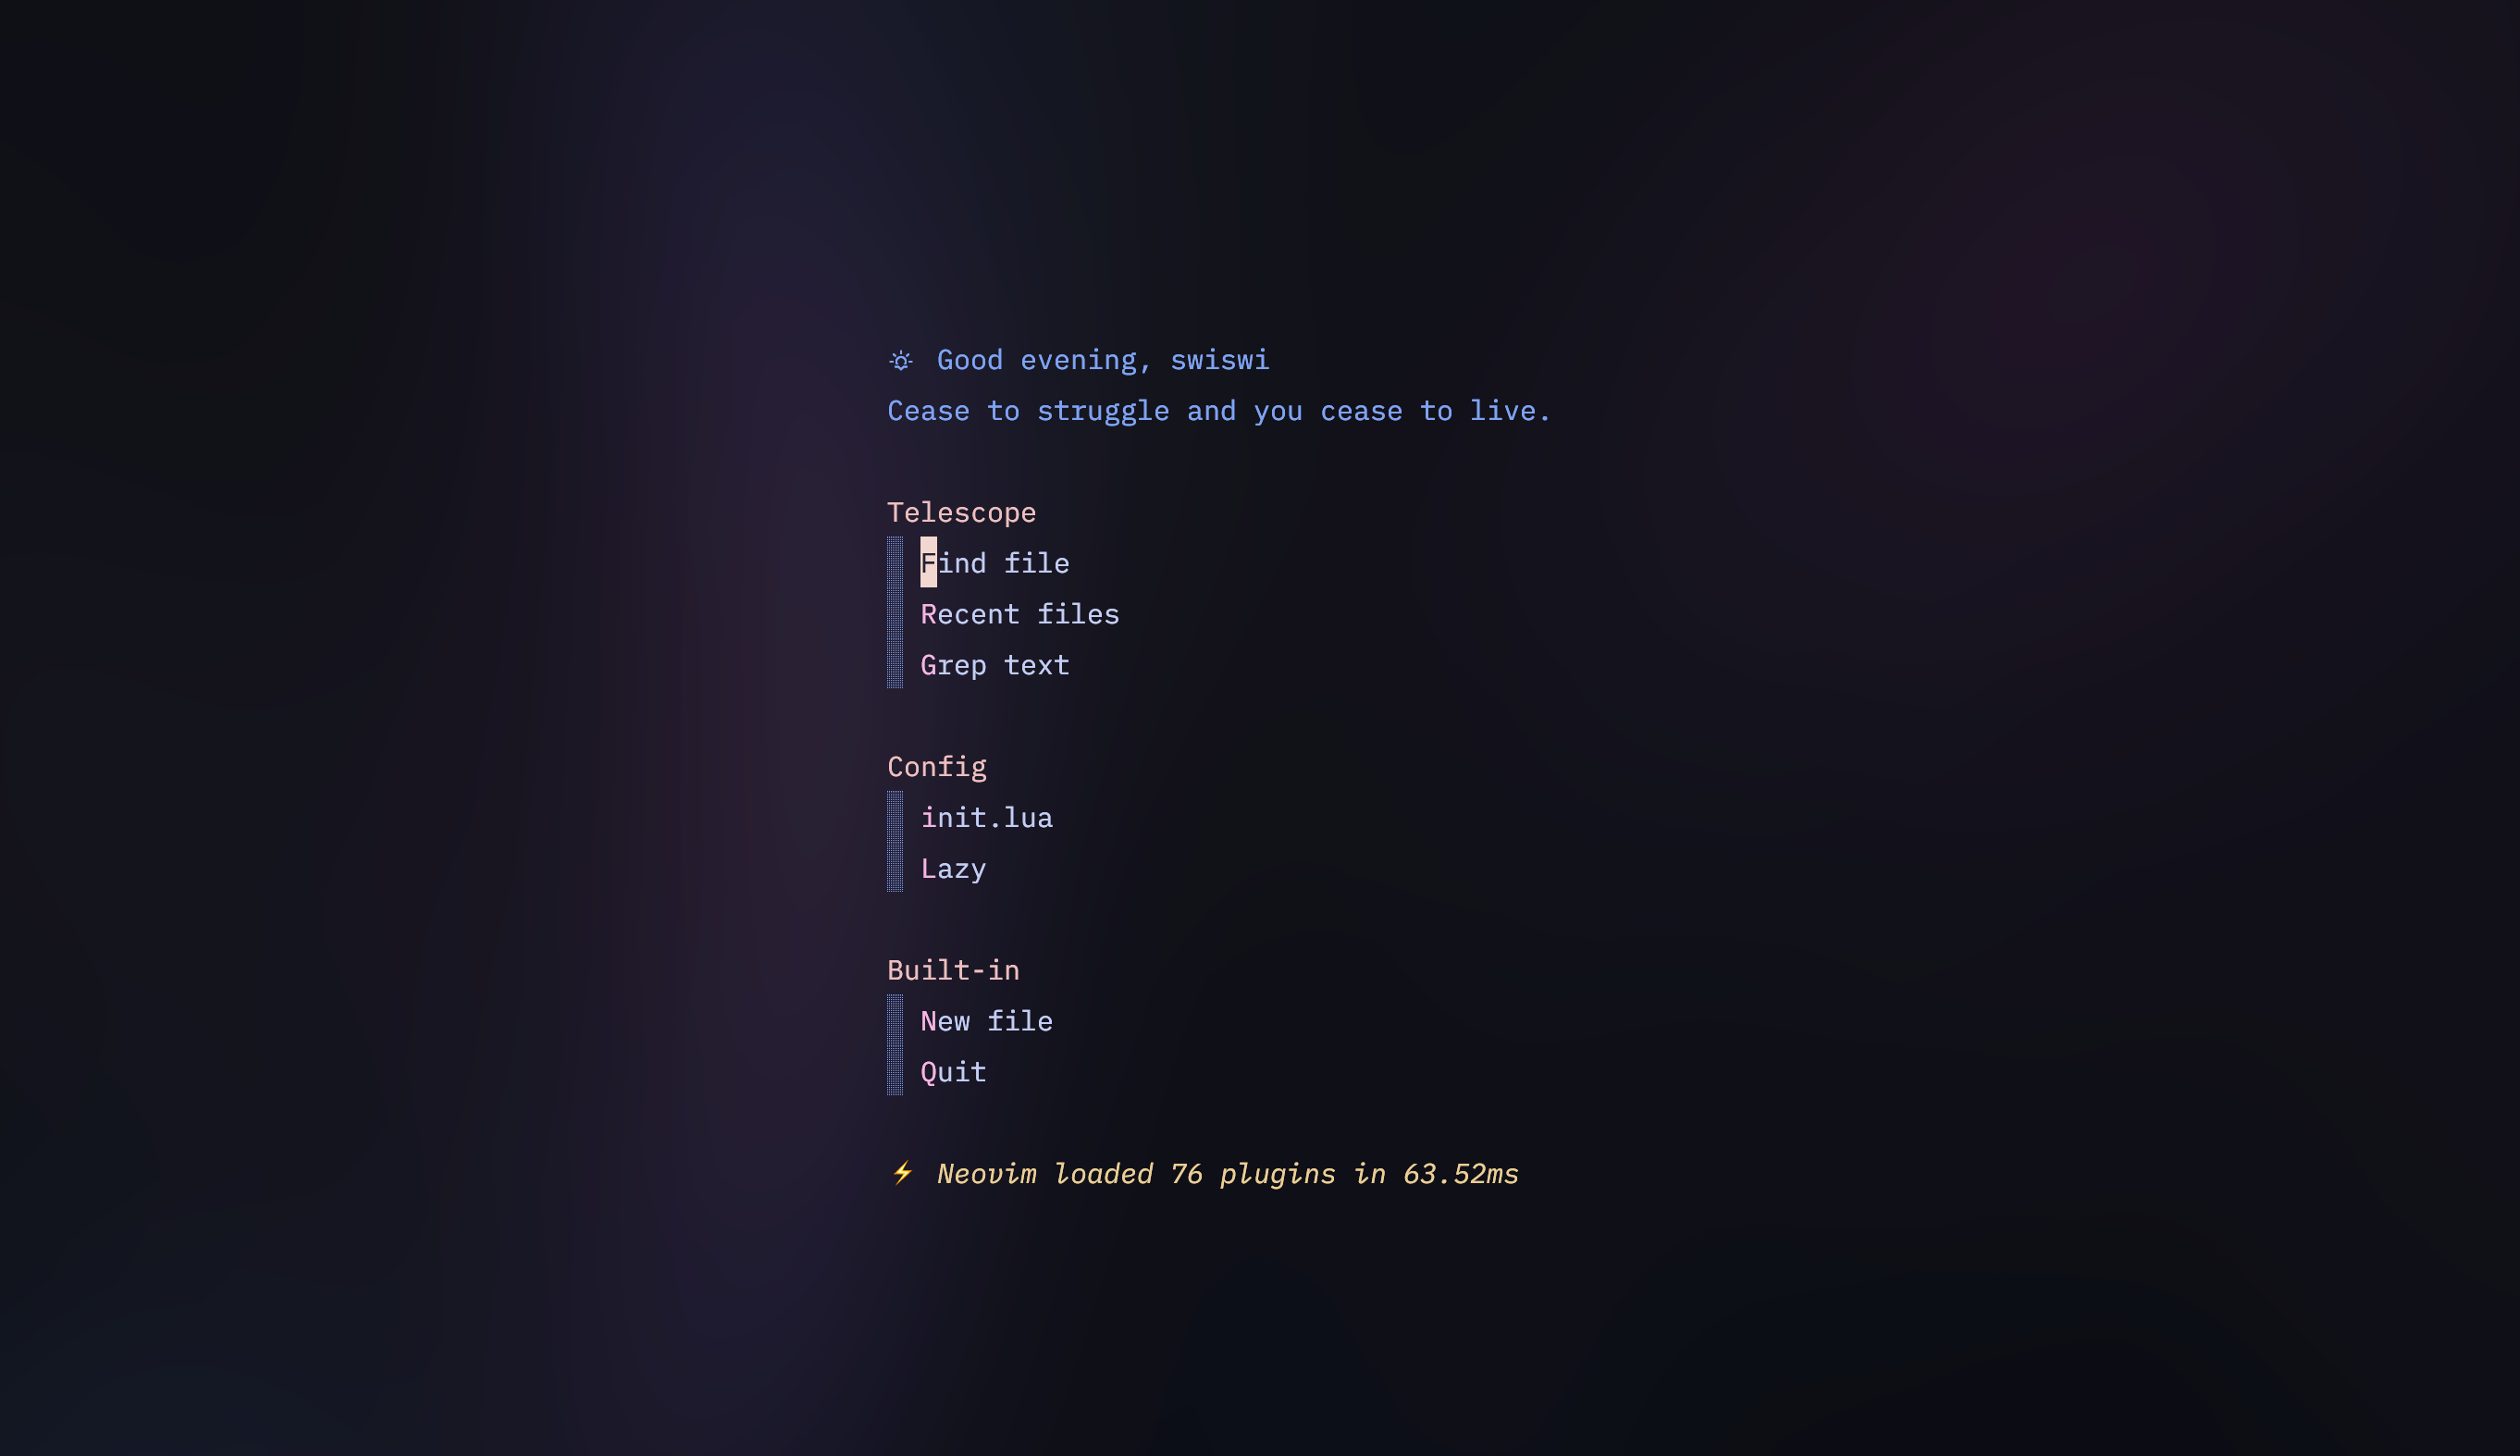 Good evening, swiswi
Cease to struggle and you cease to live.
Telescope
Find file
Recent files
Grep text
Config
init.lua
Lazy
Built-in
New file
Quit
⚡ Neovim loaded 76 plugins in 63.52ms